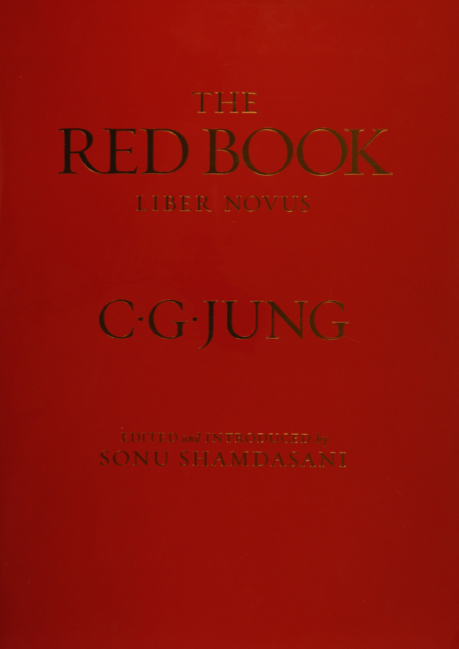 THE
RED BOOK
LIBER NOVUS
C·G·JUNG
EDITED and INTRODUCED by
SONU SHAMDASANI